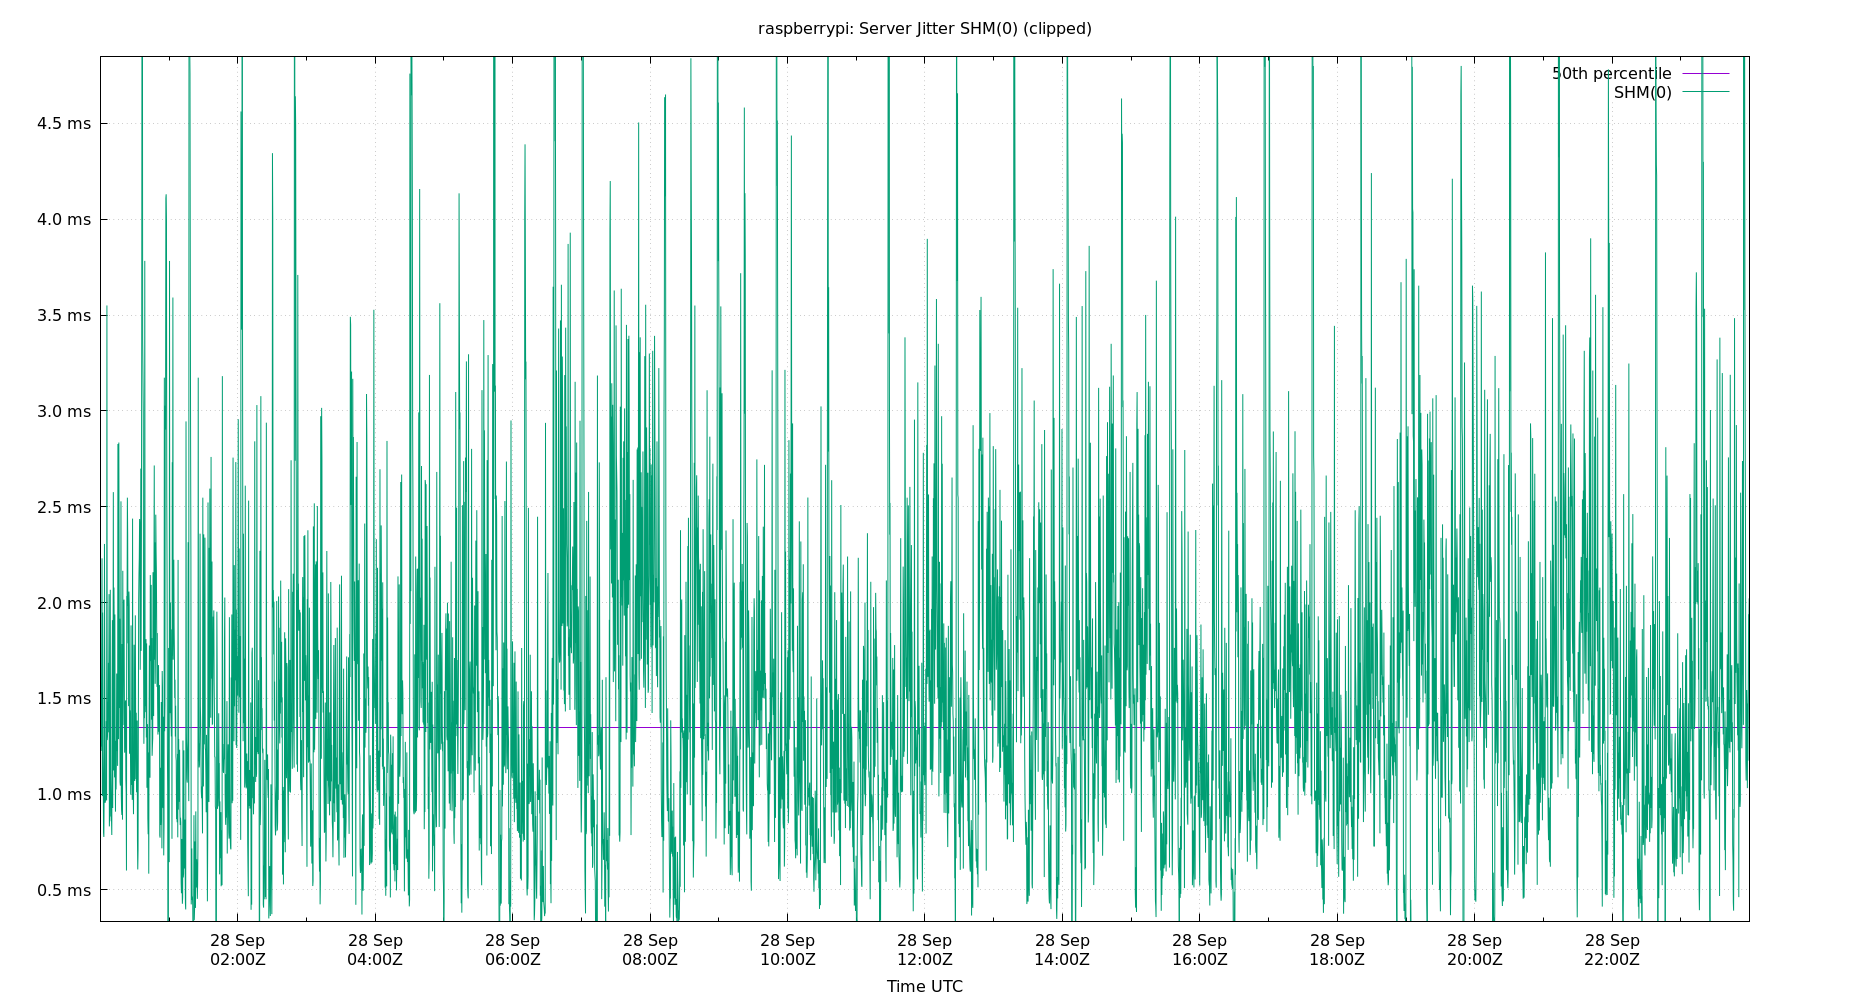 raspberrypi: Server Jitter SHM(0) (clipped)
50th percentile
SHM(0)
4.5 ms
4.0 ms
3.5 ms
3.0 ms
2.5 ms
2.0 ms
1.5 ms
1.0 ms
0.5 ms
28 Sep 28 Sep 28 Sep 28 Sep 28 Sep 28 Sep 28 Sep 28 Sep 28 Sep 28 Sep 28 Sep
02:00Z 04:00Z 06:00Z 08:00Z 10:00Z 12:00Z 14:00Z 16:00Z 18:00Z 20:00Z 22:00Z
Time UTC